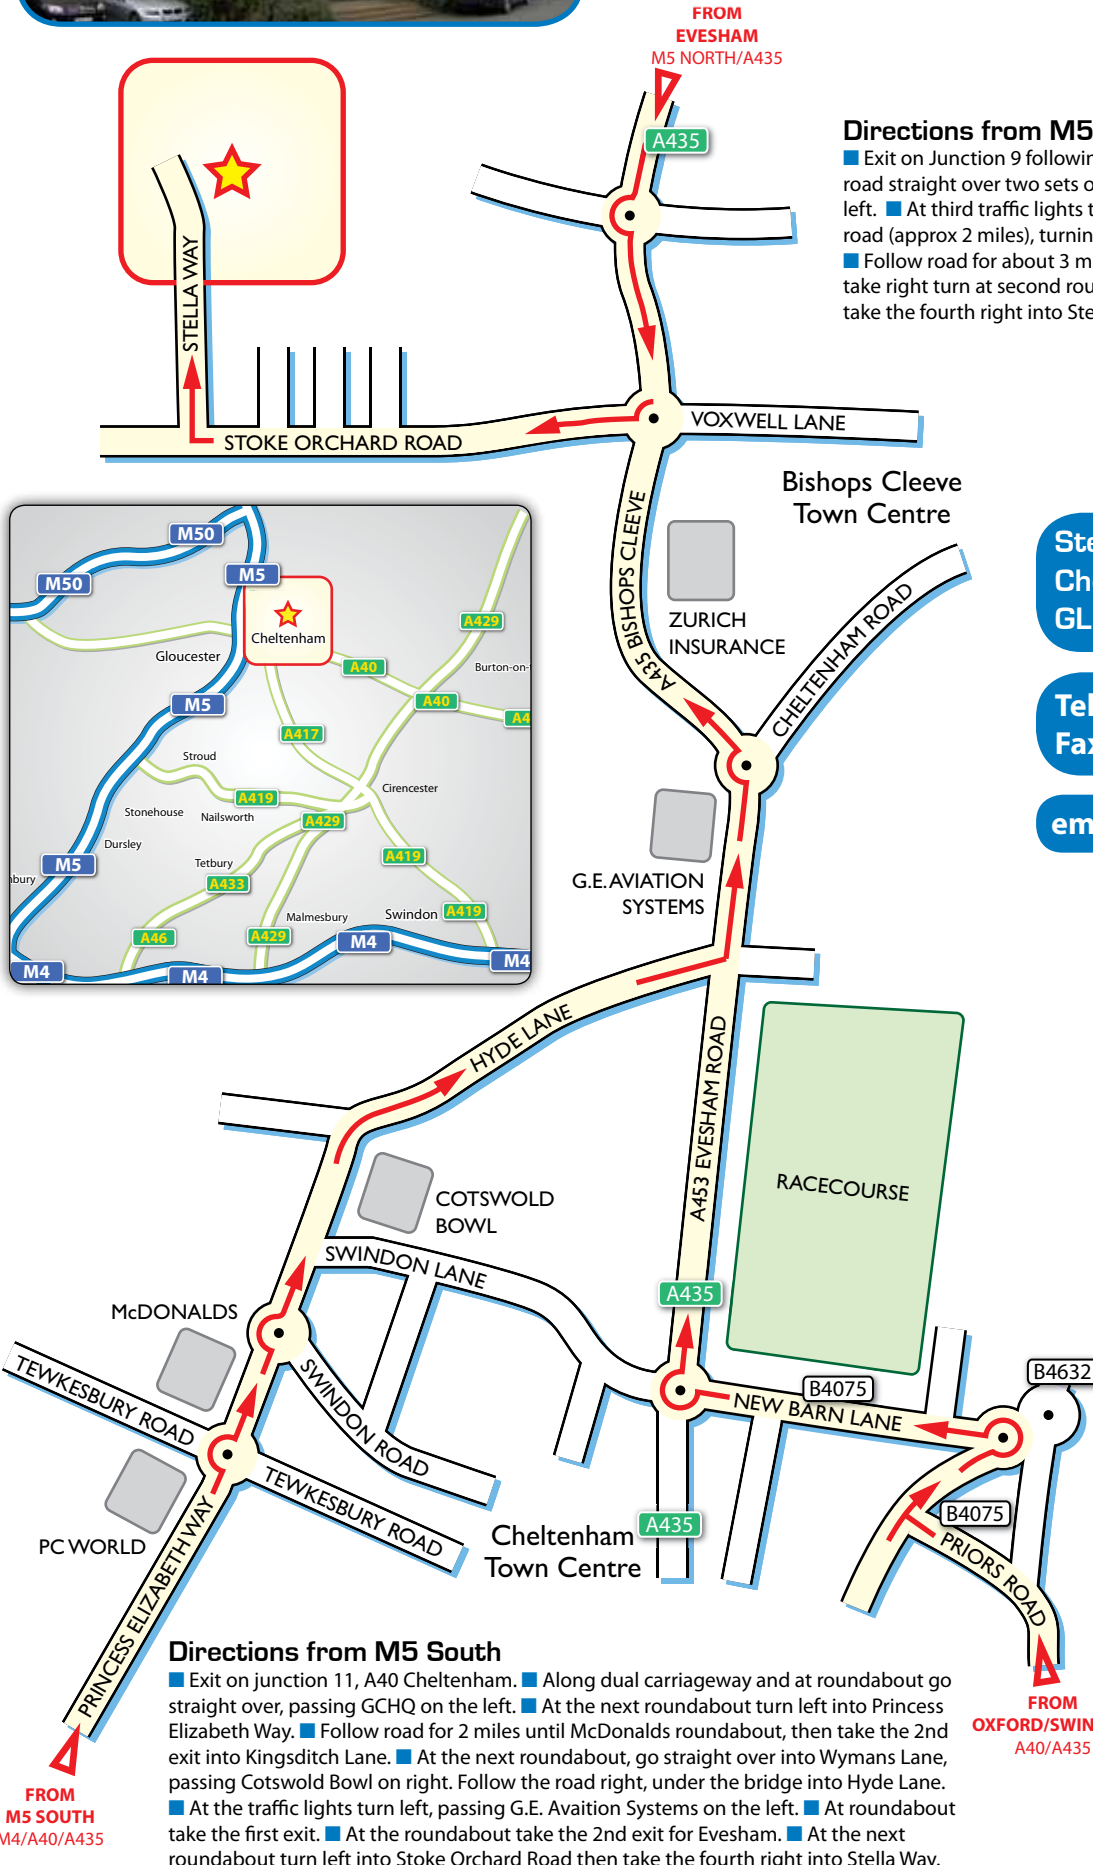 FROM
EVESHAM
M5 NORTH/A435
A435
Directions from M5
■ Exit on Junction 9 followin
road straight over two sets o
left. ■ At third traffic lights t
road (approx 2 miles), turnin
■ Follow road for about 3 m
take right turn at second rou
take the fourth right into Ste
STELLA WAY
STOKE ORCHARD ROAD
VOXWELL LANE
Bishops Cleeve
Town Centre
A435 BISHOPS CLEEVE
ZURICH
INSURANCE
CHELTENHAM ROAD
Ste
Ch
GL
Tel
Fax
em
M50
M50
M5
Cheltenham
Gloucester
A429
A40
Burton-on-
M5
A40
A4
A417
Stroud
Cirencester
A419
Stonehouse
Nailsworth
A429
Dursley
M5
Tetbury
A419
bury
A433
Malmesbury
Swindon
A419
A46
A429
M4
M4
M4
M4
G.E. AVIATION
SYSTEMS
HYDE LANE
A453 EVESHAM ROAD
RACECOURSE
COTSWOLD
BOWL
SWINDON LANE
A435
McDONALDS
TEWKESBURY ROAD
SWINDON ROAD
B4632
B4075
NEW BARN LANE
TEWKESBURY ROAD
PC WORLD
PRINCESS ELIZABETH WAY
Cheltenham
Town Centre
A435
B4075
PRIORS ROAD
Directions from M5 South
■ Exit on junction 11, A40 Cheltenham. ■ Along dual carriageway and at roundabout go
straight over, passing GCHQ on the left. ■ At the next roundabout turn left into Princess
Elizabeth Way. ■ Follow road for 2 miles until McDonalds roundabout, then take the 2nd
exit into Kingsditch Lane. ■ At the next roundabout, go straight over into Wymans Lane,
passing Cotswold Bowl on right. Follow the road right, under the bridge into Hyde Lane.
■ At the traffic lights turn left, passing G.E. Avaition Systems on the left. ■ At roundabout
take the first exit. ■ At the roundabout take the 2nd exit for Evesham. ■ At the next
roundabout turn left into Stoke Orchard Road then take the fourth right into Stella Way.
FROM
OXFORD/SWIN
A40/A435
FROM
M5 SOUTH
M4/A40/A435